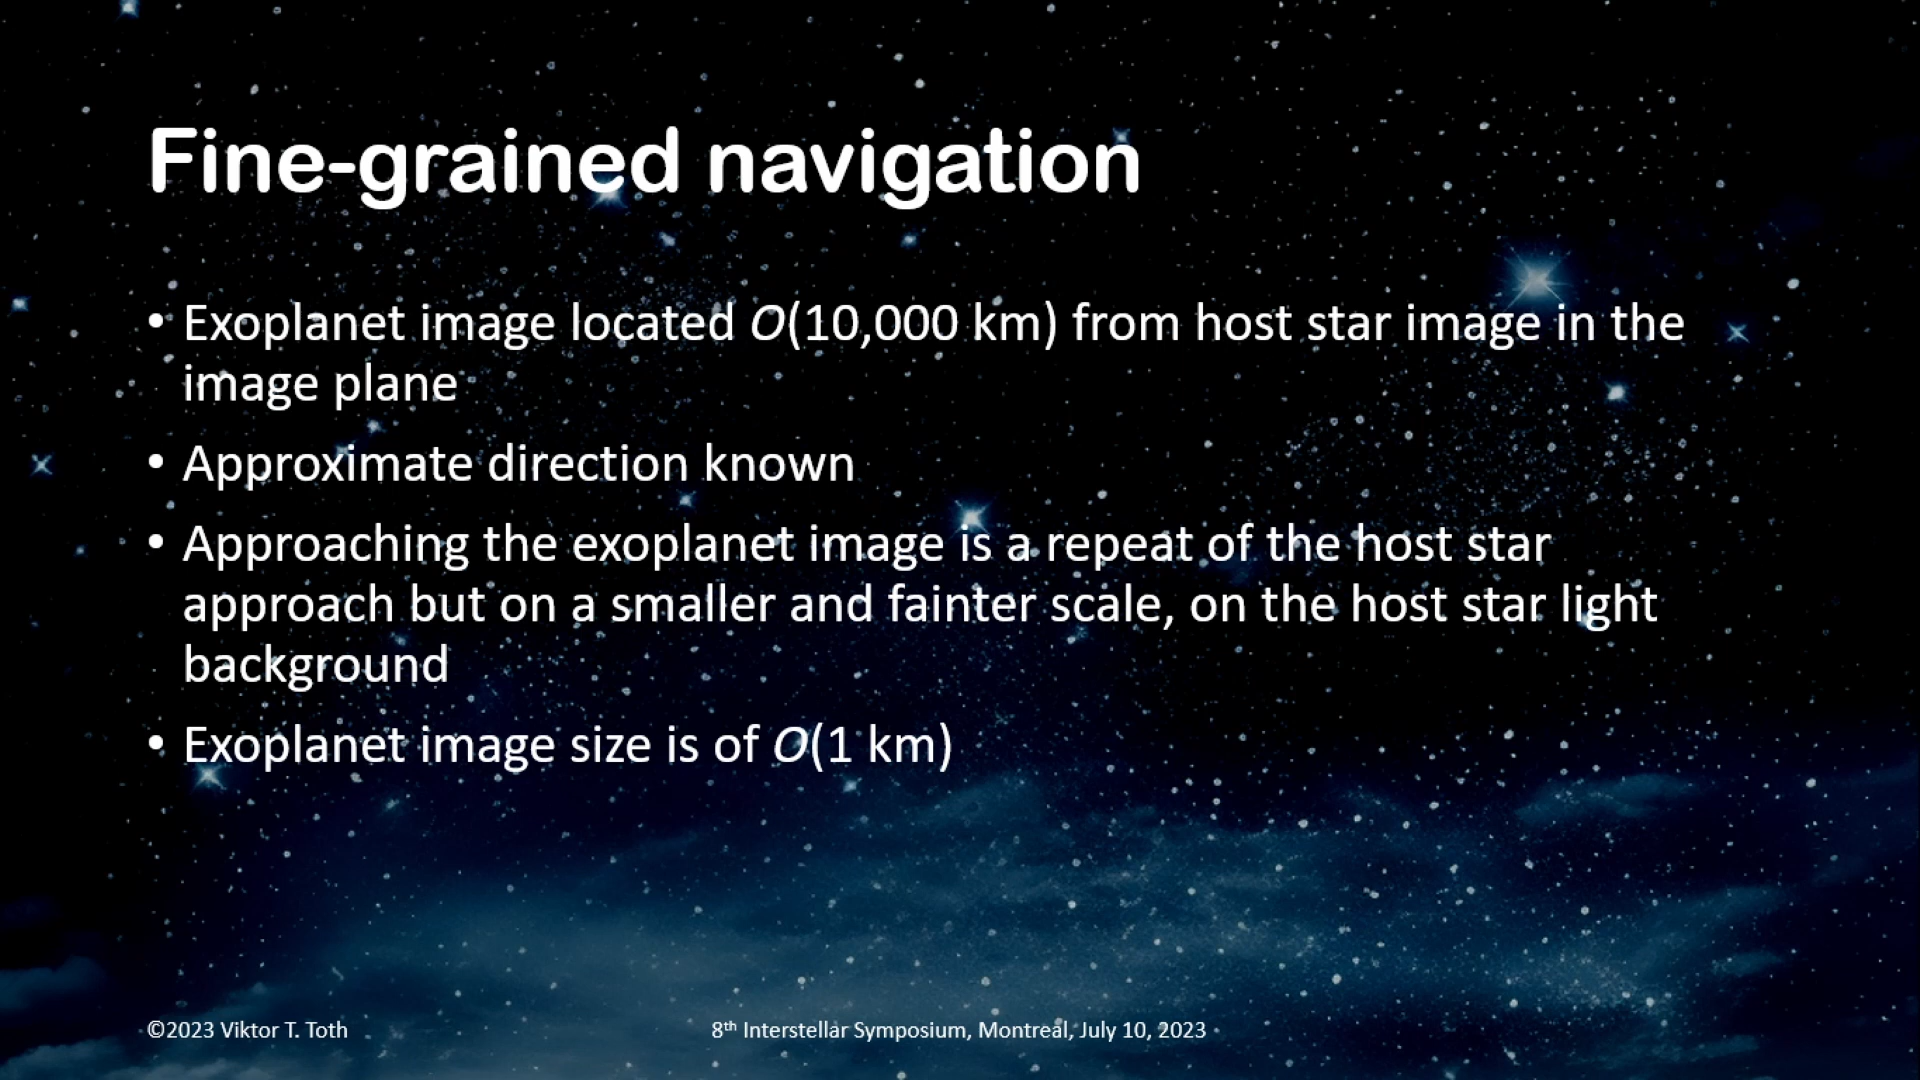 Fine-grained navigation
• Exoplanet image located O(10,000 km) from host star image in the
image plane
• Approximate direction known
• Approaching the exoplanet image is a repeat of the host star
approach but on a smaller and fainter scale, on the host star light
background
• Exoplanet image size is of O(1 km)
©2023 Viktor T. Toth
8th Interstellar Symposium, Montreal, July 10, 2023